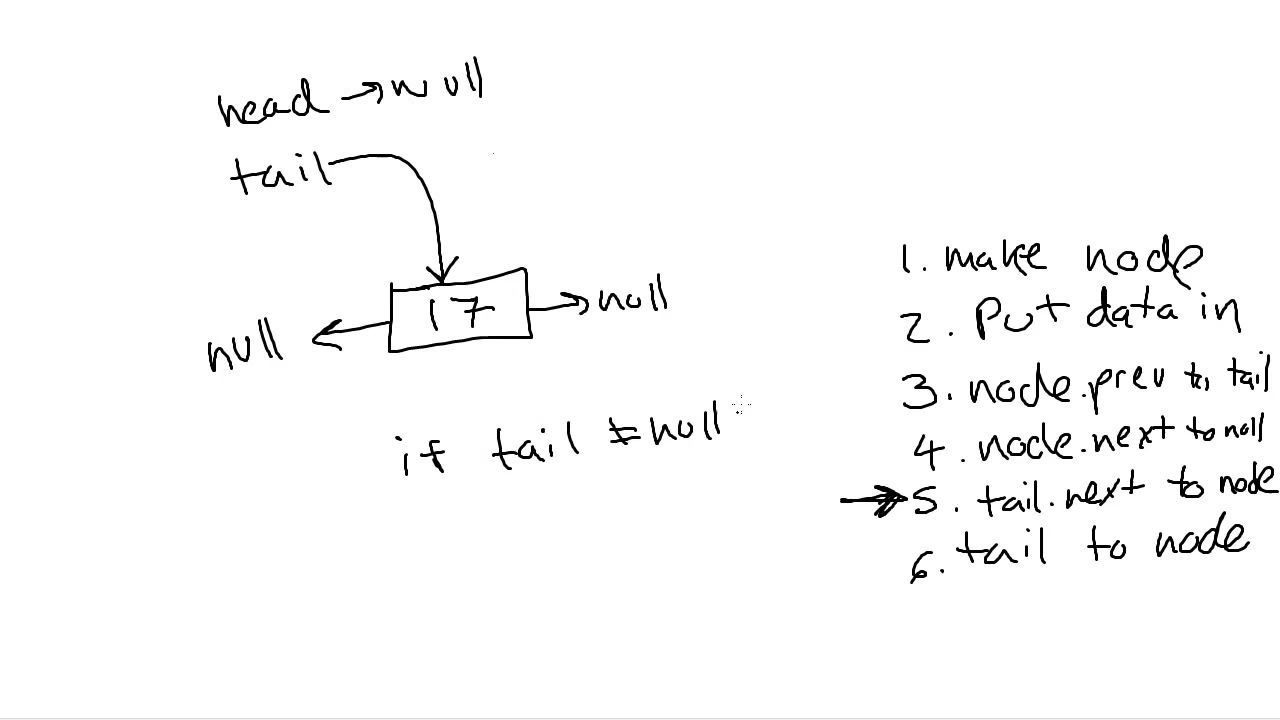 head → null
tail
17
null
null
if tail ≠ null
1. make node
2. Put data in
3. node.prev to tail
4. node.next to null
5. tail.next to node
6. tail to node